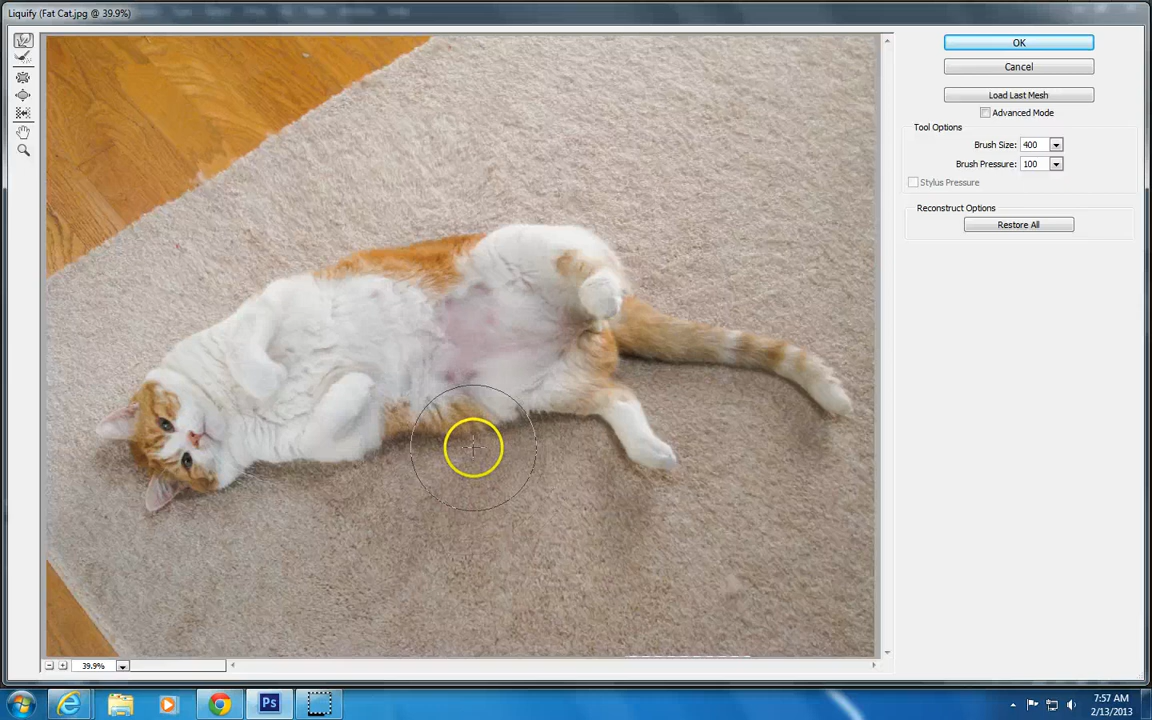 Liquify (Fat Cat.jpg @ 39.9%)
OK
Cancel
Load Last Mesh
Advanced Mode
Tool Options
Brush Size: 400
Brush Pressure: 100
Stylus Pressure
Reconstruct Options
Restore All
39.9%
Ps
7:57 AM
2/13/2013